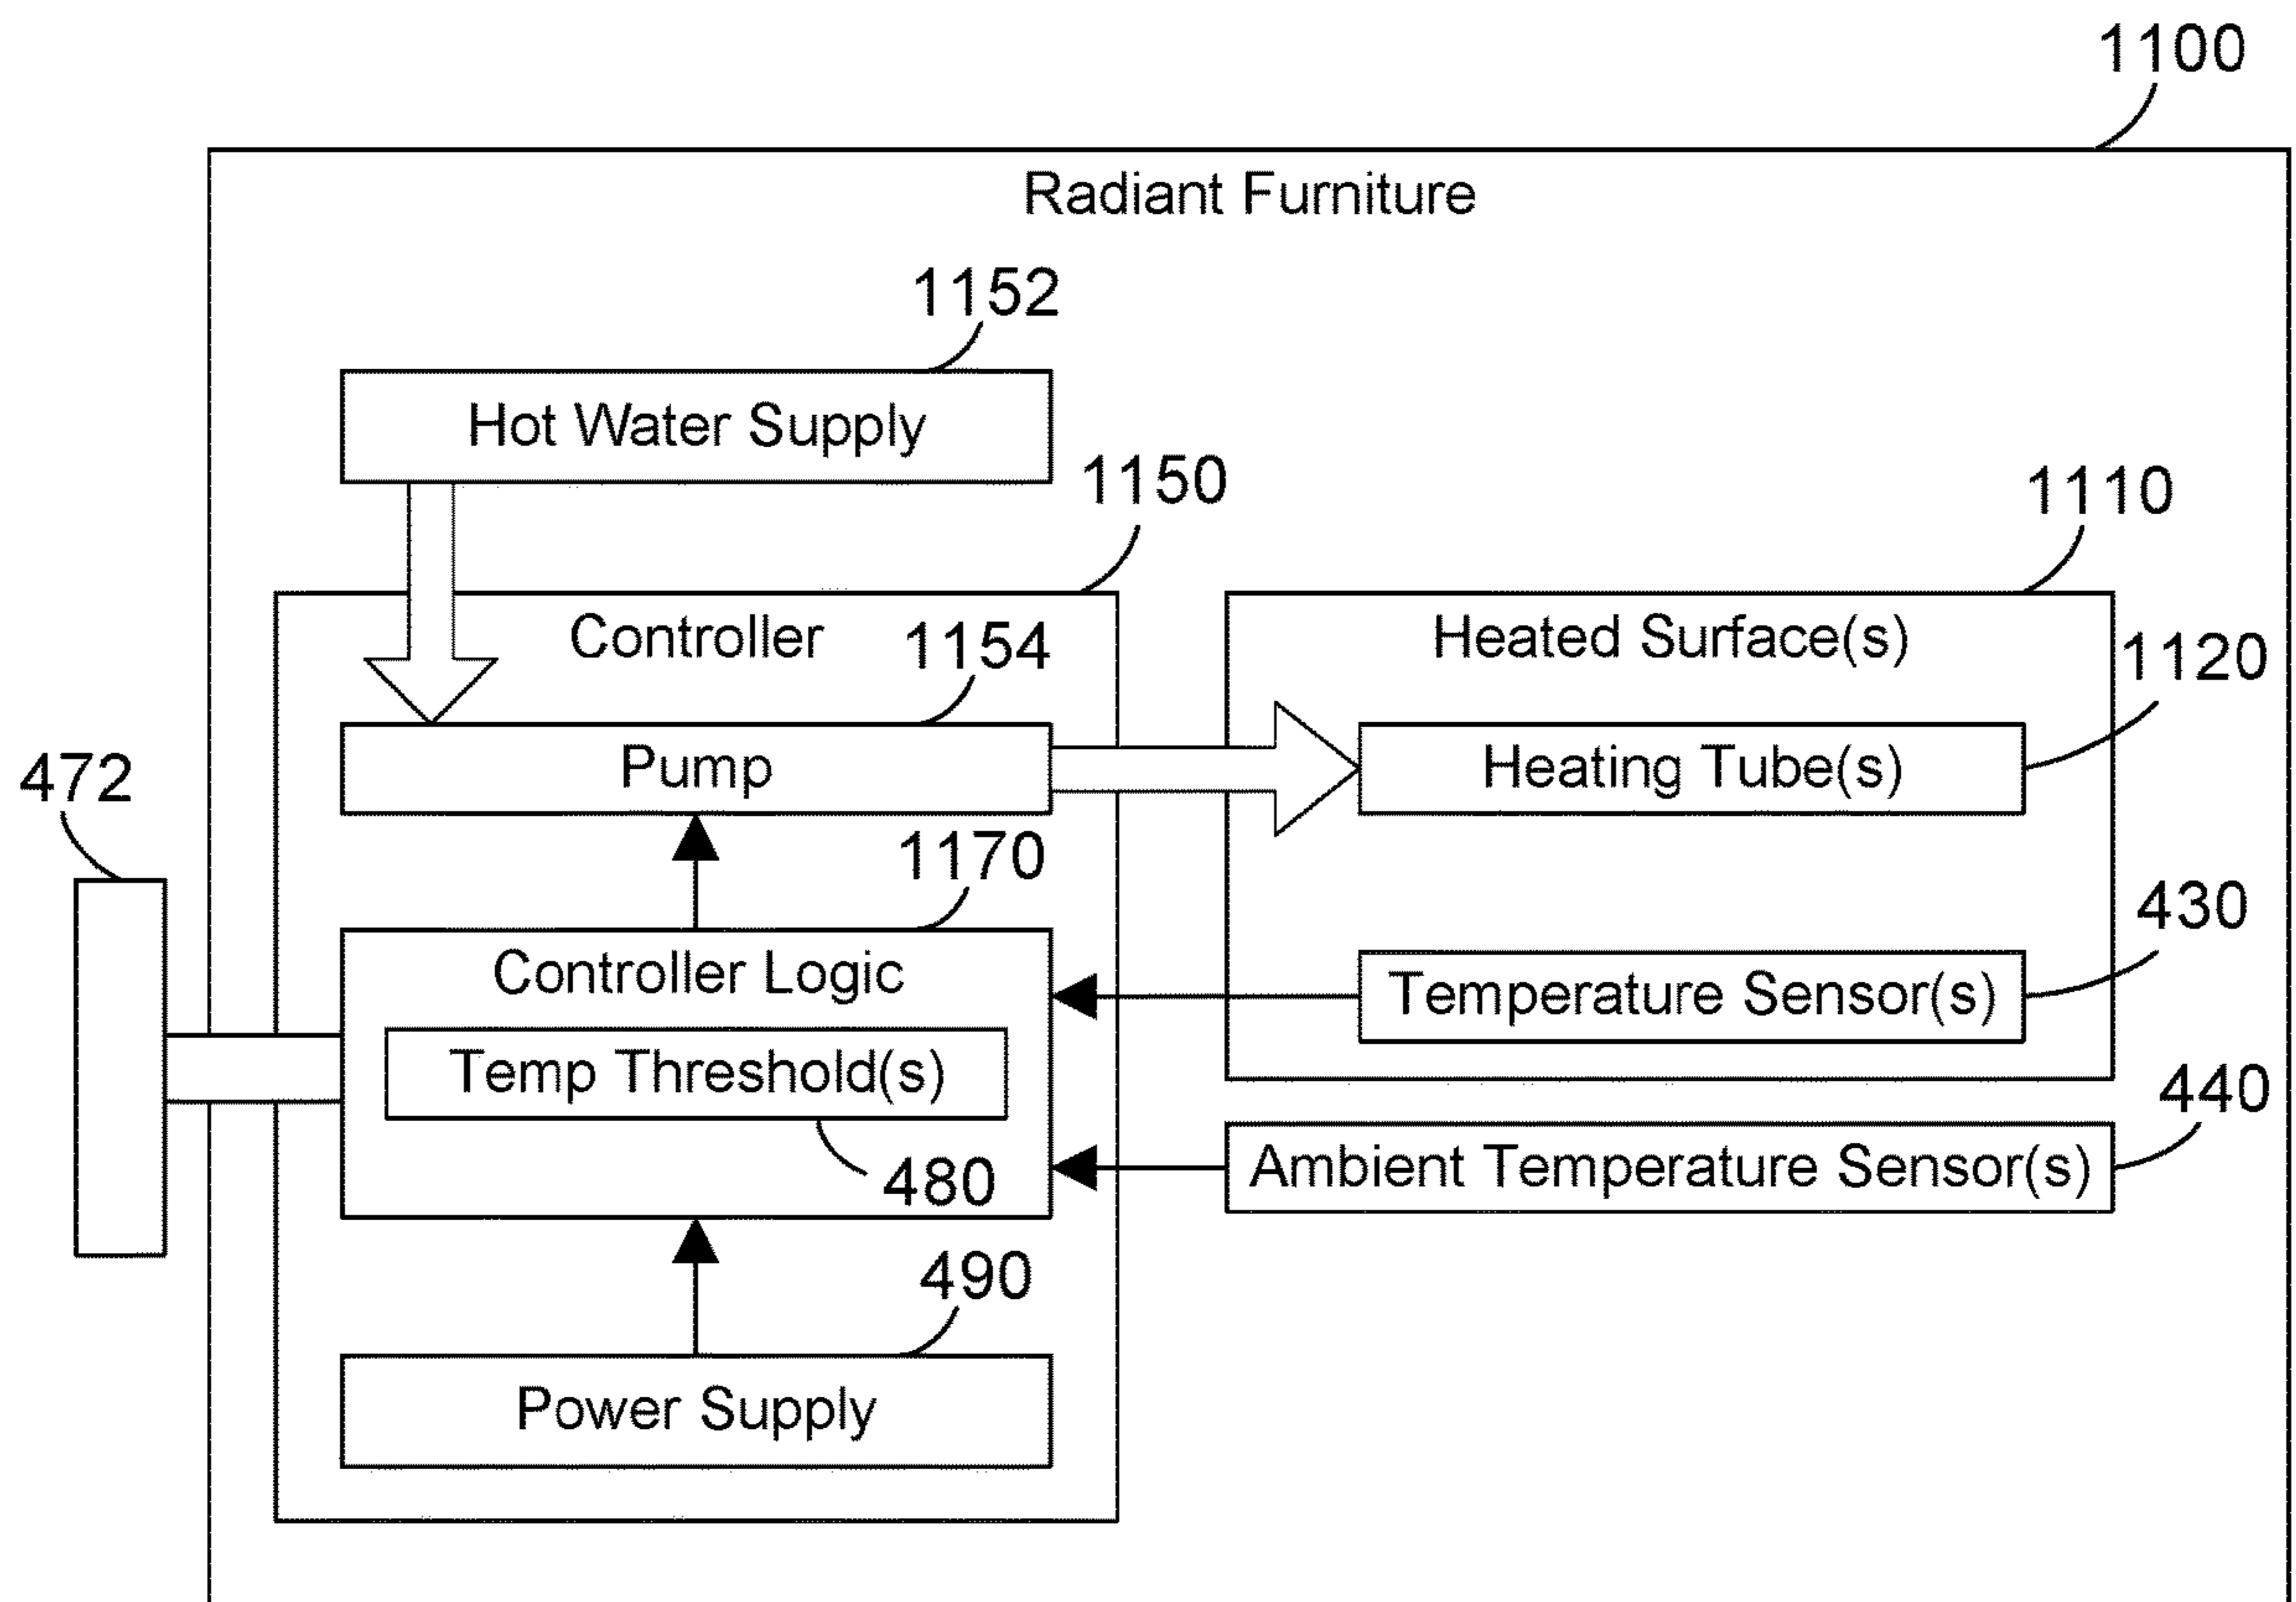 1100
Radiant Furniture
1152
Hot Water Supply
1150
1110
Controller
Heated Surface(s)
1154
1120
Pump
Heating Tube(s)
472
1170
430
Controller Logic
Temperature Sensor(s)
Temp Threshold(s)
440
480
Ambient Temperature Sensor(s)
490
Power Supply